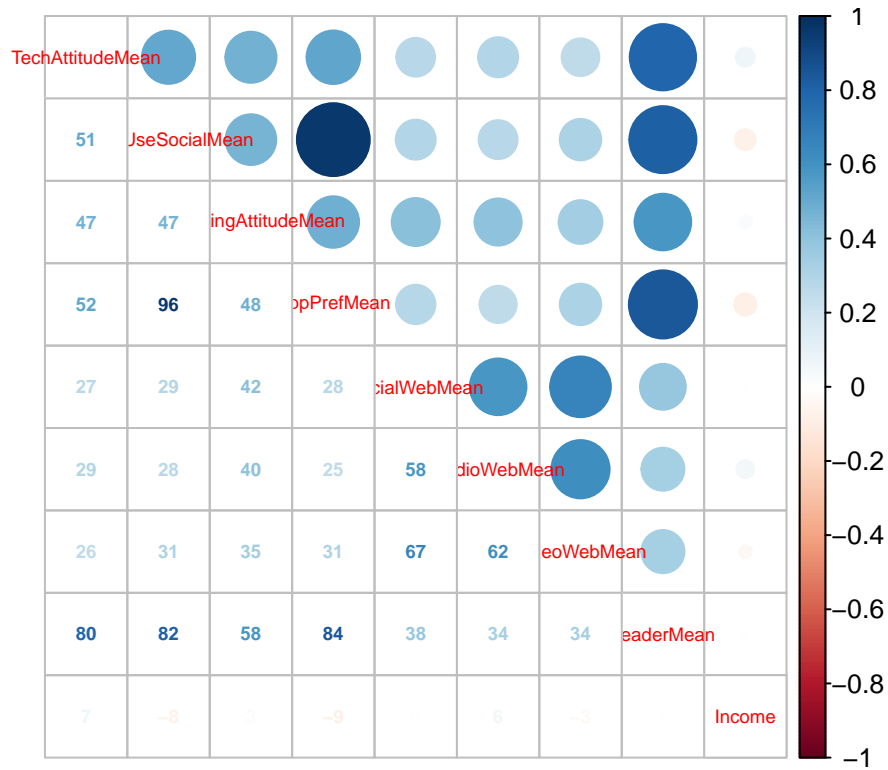 1
TechAttitudeMean
0.8
51 UseSocialMean
0.6
47 47 ingAttitudeMean
0.4
52 96 48 opPrefMean
0.2
27 29 42 28 cialWebMean
0
29 28 40 25 58 dioWebMean
−0.2
−0.4
26 31 35 31 67 62 eoWebMean
−0.6
80 82 58 84 38 34 34 eaderMean
−0.8
7 −8 3 −9 6 −3 Income
−1